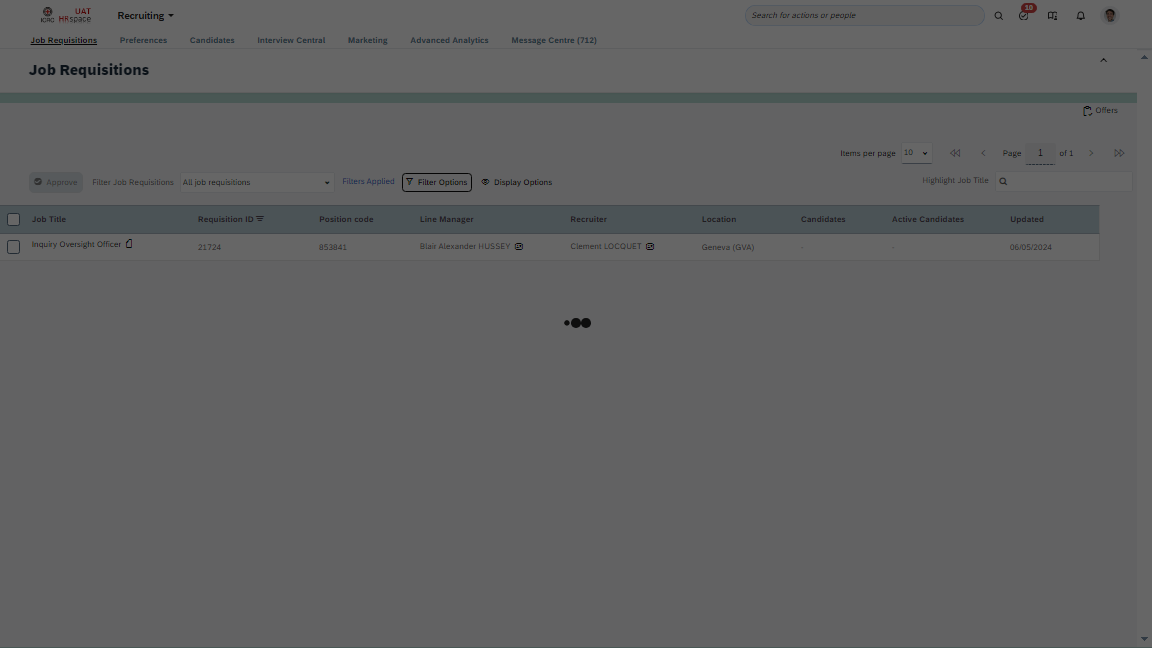 ICRC
UAT
HRspace
Recruiting
Search for actions or people
10
Job Requisitions Preferences Candidates Interview Central Marketing Advanced Analytics Message Centre (712)
Job Requisitions
Offers
Items per page 10 Page 1 of 1
Approve Filter Job Requisitions All job requisitions Filters Applied Filter Options Display Options Highlight Job Title
Job Title Requisition ID Position code Line Manager Recruiter Location Candidates Active Candidates Updated
Inquiry Oversight Officer 21724 853841 Blair Alexander HUSSEY Clement LOCQUET Geneva (GVA) - - 06/05/2024